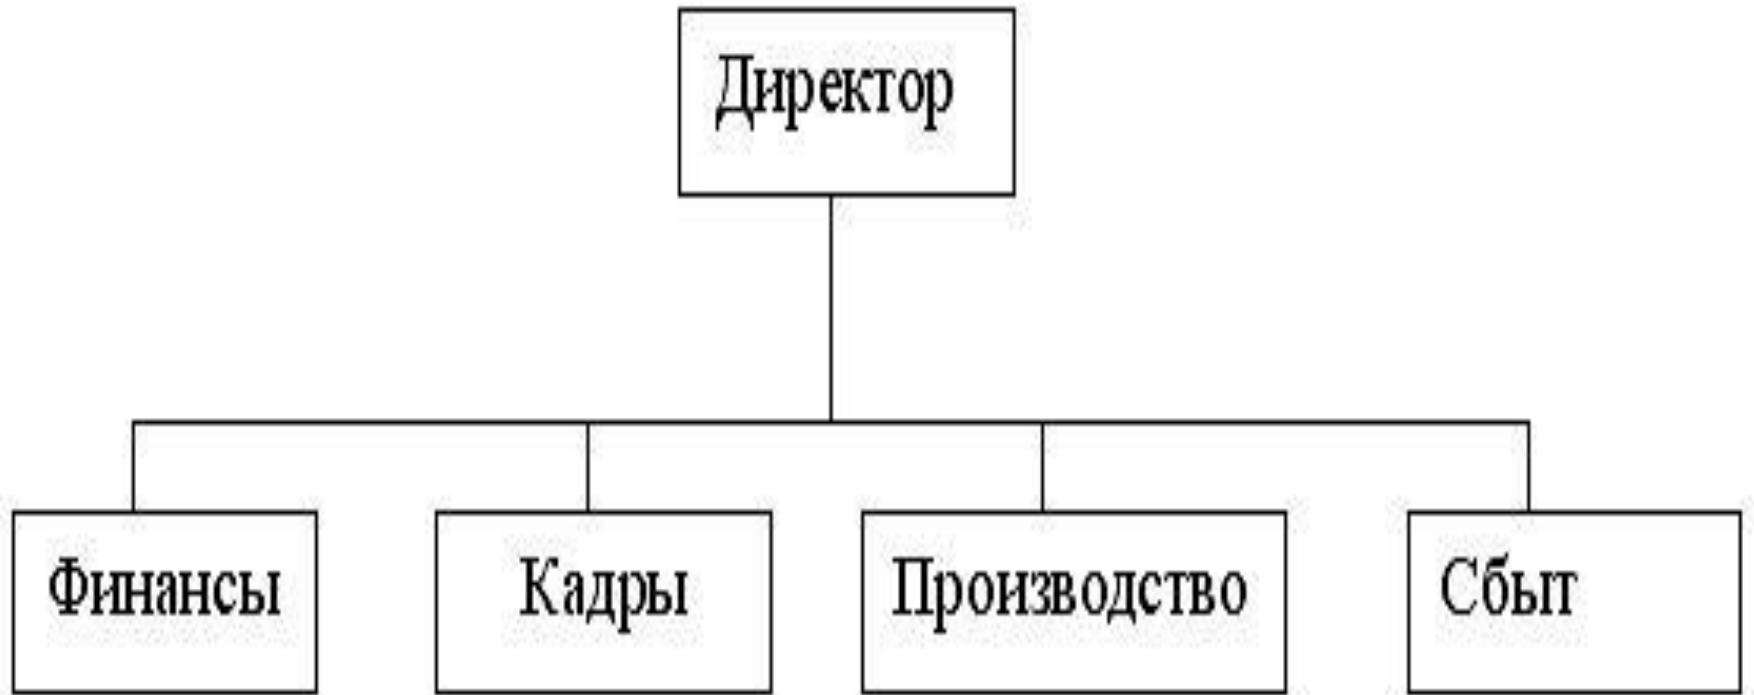 Директор
Финансы
Кадры
Производство
Сбыт